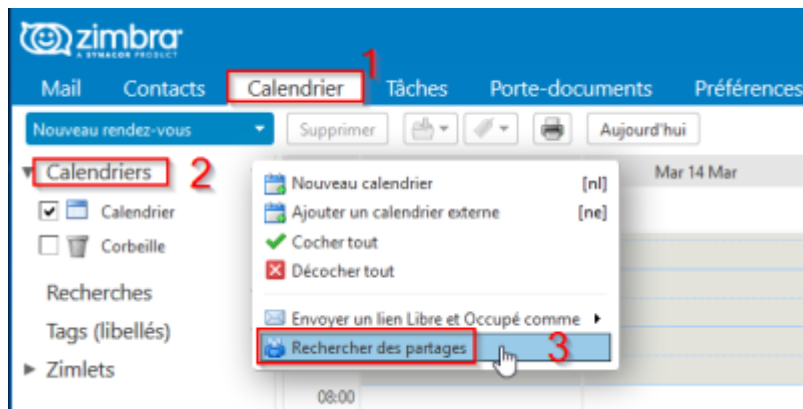 zimbra
A SYNACOR PRODUCT
1
Mail Contacts Calendrier Tâches Porte-documents Préférences
Nouveau rendez-vous Supprimer Aujourd'hui
Calendriers 2
Mar 14 Mar
Nouveau calendrier [nl]
Calendrier
Ajouter un calendrier externe [ne]
Corbeille
Cocher tout
Décocher tout
Recherches
Envoyer un lien Libre et Occupé comme
Tags (libellés)
Rechercher des partages 3
Zimlets
08:00